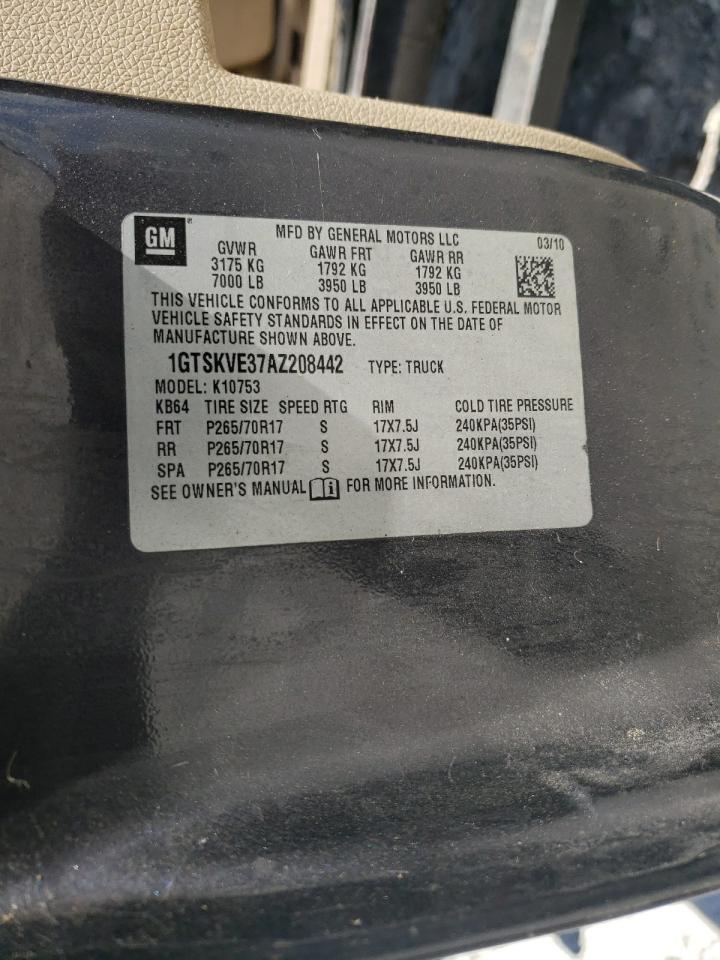 GM
MFD BY GENERAL MOTORS LLC 03/10
GVWR GAWR FRT GAWR RR
3175 KG 1792 KG 1792 KG
7000 LB 3950 LB 3950 LB
THIS VEHICLE CONFORMS TO ALL APPLICABLE U.S. FEDERAL MOTOR
VEHICLE SAFETY STANDARDS IN EFFECT ON THE DATE OF
MANUFACTURE SHOWN ABOVE.
1GTSKVE37AZ208442 TYPE: TRUCK
MODEL: K10753
KB64 TIRE SIZE SPEED RTG RIM COLD TIRE PRESSURE
FRT P265/70R17 S 17X7.5J 240KPA(35PSI)
RR P265/70R17 S 17X7.5J 240KPA(35PSI)
SPA P265/70R17 S 17X7.5J 240KPA(35PSI)
SEE OWNER'S MANUAL FOR MORE INFORMATION.